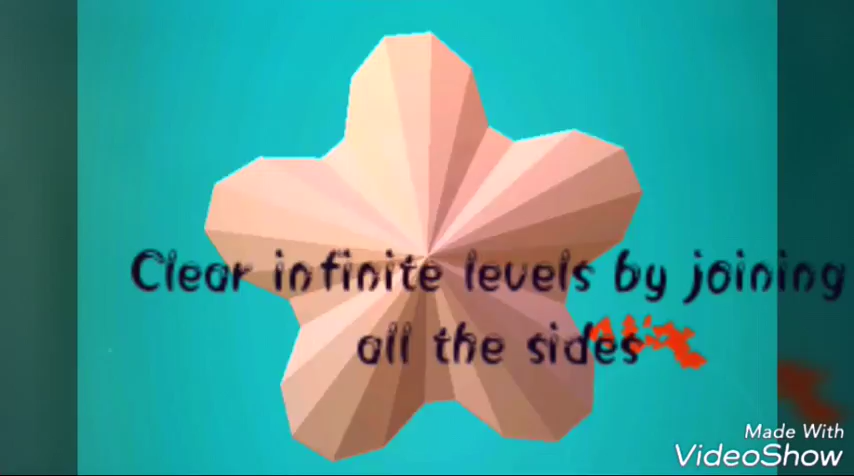 Clear infinite levels by joining
all the sides
Made With
VideoShow